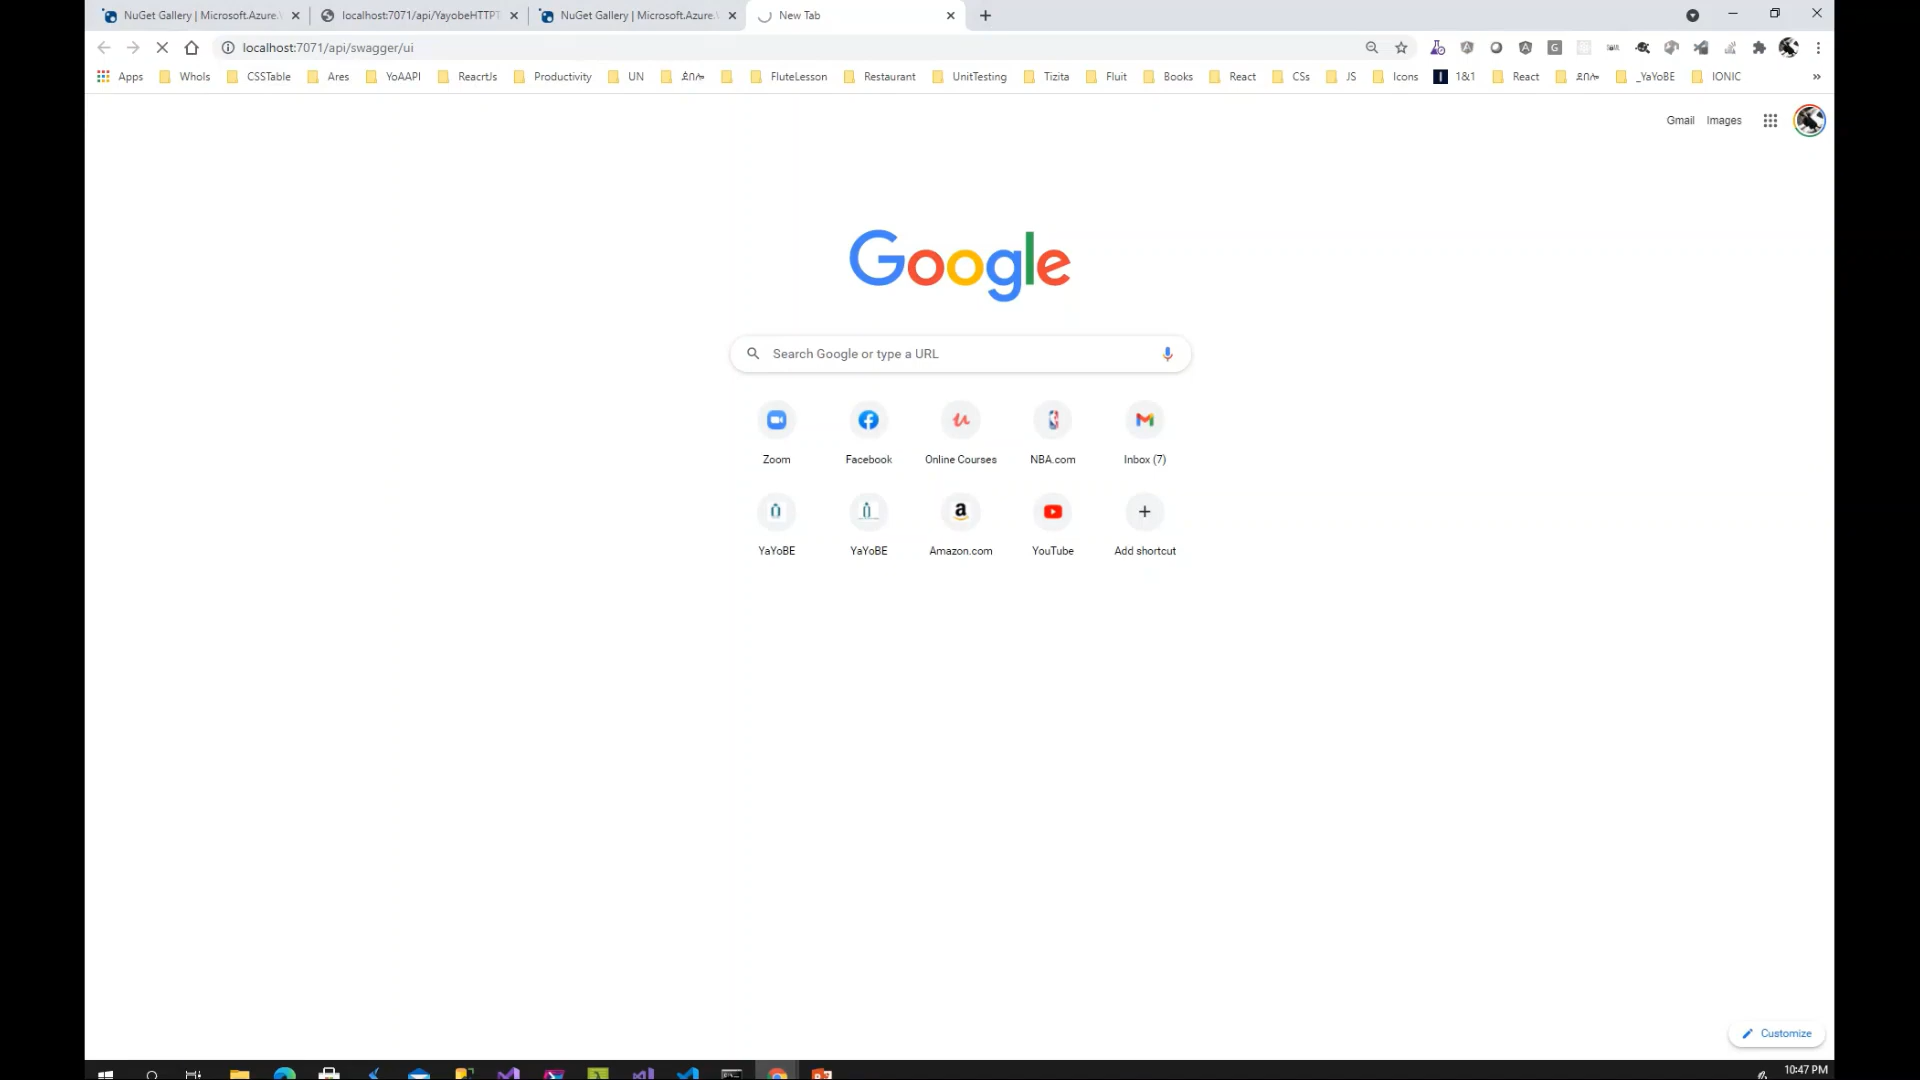 NuGet Gallery | Microsoft.Azure.\ localhost:7071/api/YayobeHTTPT NuGet Gallery | Microsoft.Azure.\ New Tab
localhost:7071/api/swagger/ui
Apps WhoIs CSSTable Ares YoAAPI ReacrtJs Productivity UN FluteLesson Restaurant UnitTesting Tizita Fluit Books React CSs JS Icons 1&1 React _YaYoBE IONIC »
Gmail Images
Google
Search Google or type a URL
Zoom Facebook Online Courses NBA.com Inbox (7)
YaYoBE YaYoBE Amazon.com YouTube Add shortcut
Customize
10:47 PM